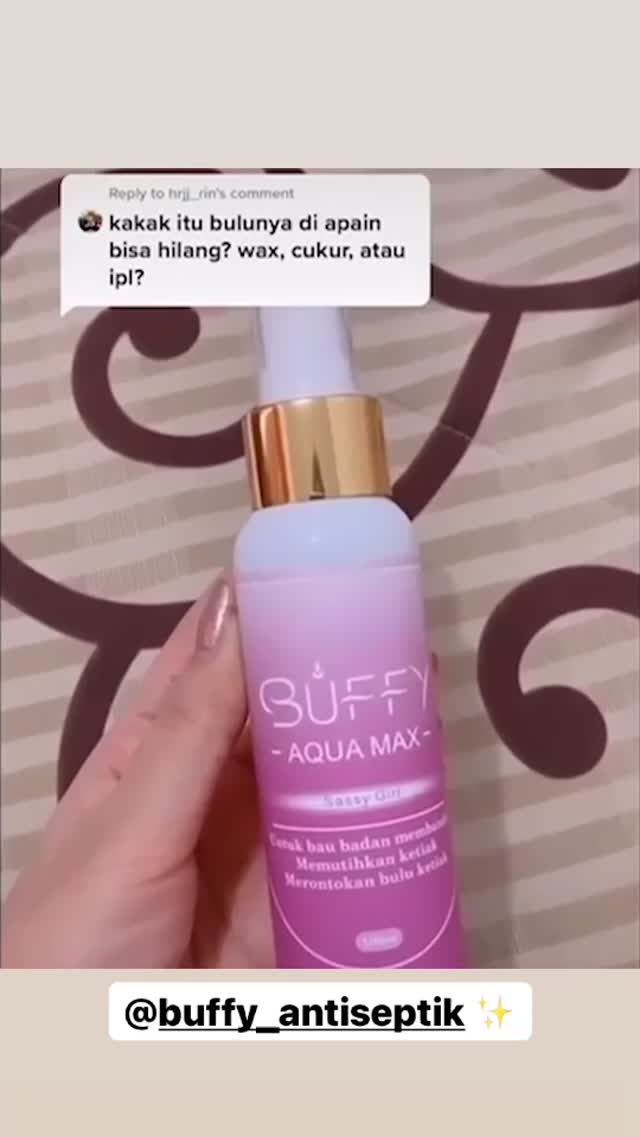 Reply to hrjj_rin's comment
kakak itu bulunya di apain
bisa hilang? wax, cukur, atau
ipl?
BUFFY
- AQUA MAX -
Sassy Girl
Untuk bau badan
Memutihkan ketiak
Merontokan bulu ketiak
@buffy_antiseptik